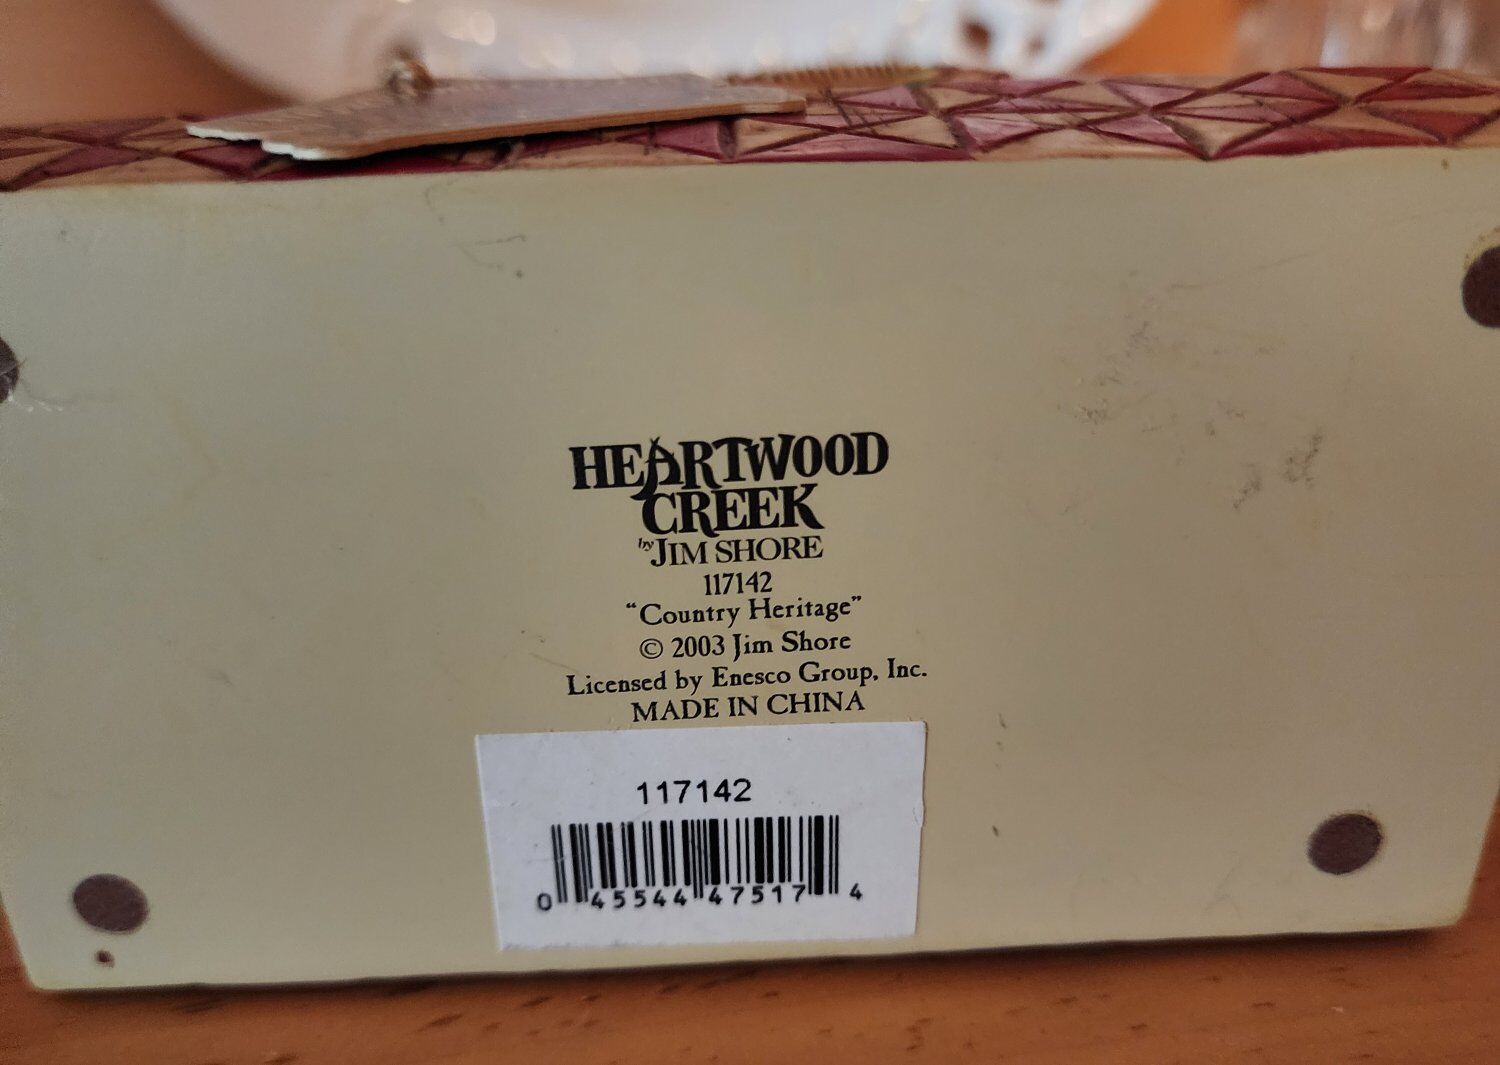 HEARTWOOD
CREEK
by JIM SHORE
117142
“Country Heritage”
© 2003 Jim Shore
Licensed by Enesco Group, Inc.
MADE IN CHINA
117142
0 45544 47517 4